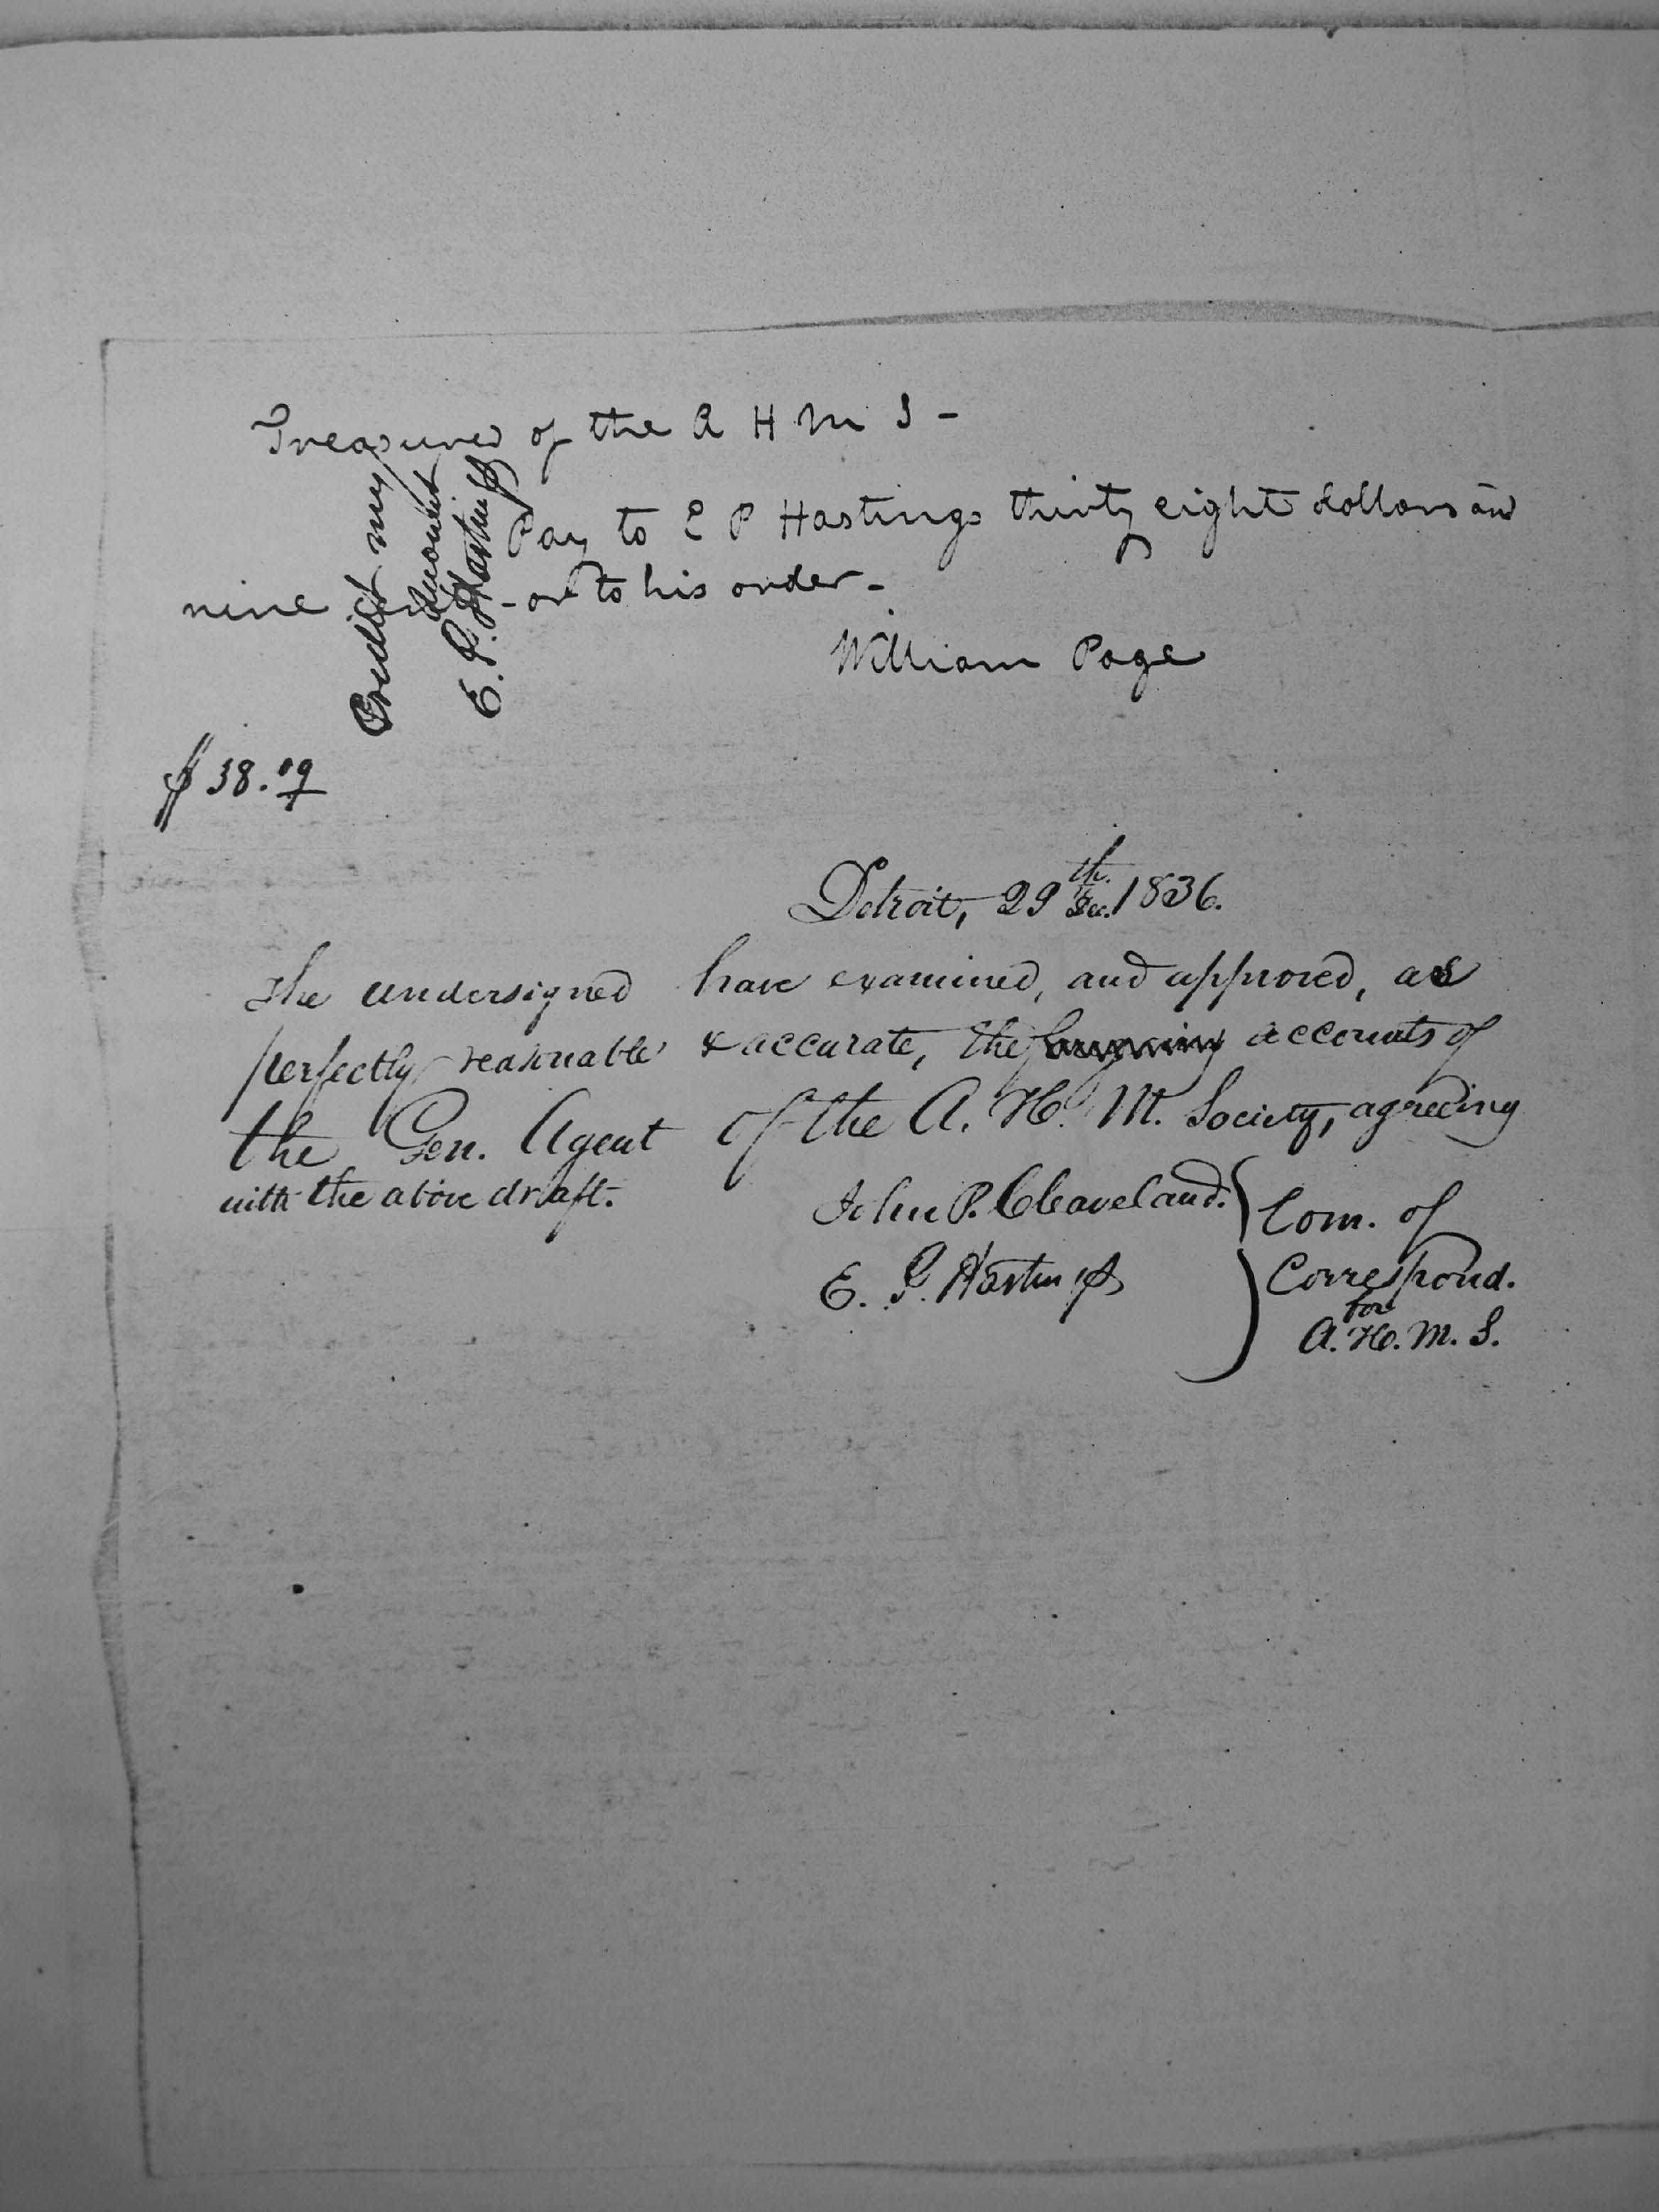 Treasurer of the A H M S -
Pay to E P Hastings thirty eight dollars and
nine cents - or to his order -
William Page
Credit my
account
E. P. Hastings
$ 38.09
Detroit, 29th Dec. 1836.
The undersigned have examined, and approved, as
perfectly reasonable & accurate, the accounts of
the Gen. Agent of the A. H. M. Society, agreeing
with the above draft.
John P. Cleaveland. } Com. of
E. P. Hastings } Correspond.
for
A. H. M. S.